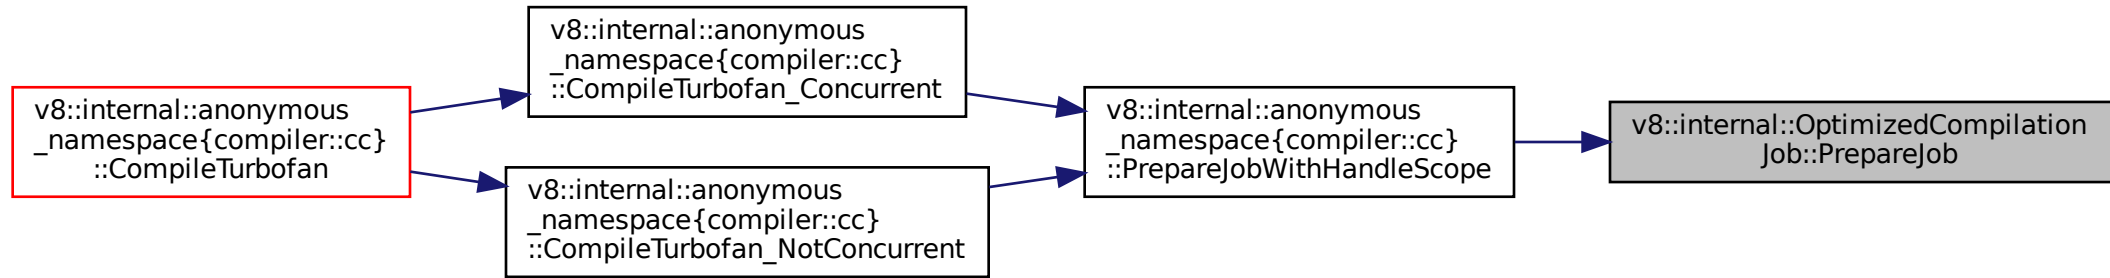 v8::internal::anonymous
_namespace{compiler::cc}
::CompileTurbofan
v8::internal::anonymous
_namespace{compiler::cc}
::CompileTurbofan_Concurrent
v8::internal::anonymous
_namespace{compiler::cc}
::CompileTurbofan_NotConcurrent
v8::internal::anonymous
_namespace{compiler::cc}
::PrepareJobWithHandleScope
v8::internal::OptimizedCompilation
Job::PrepareJob